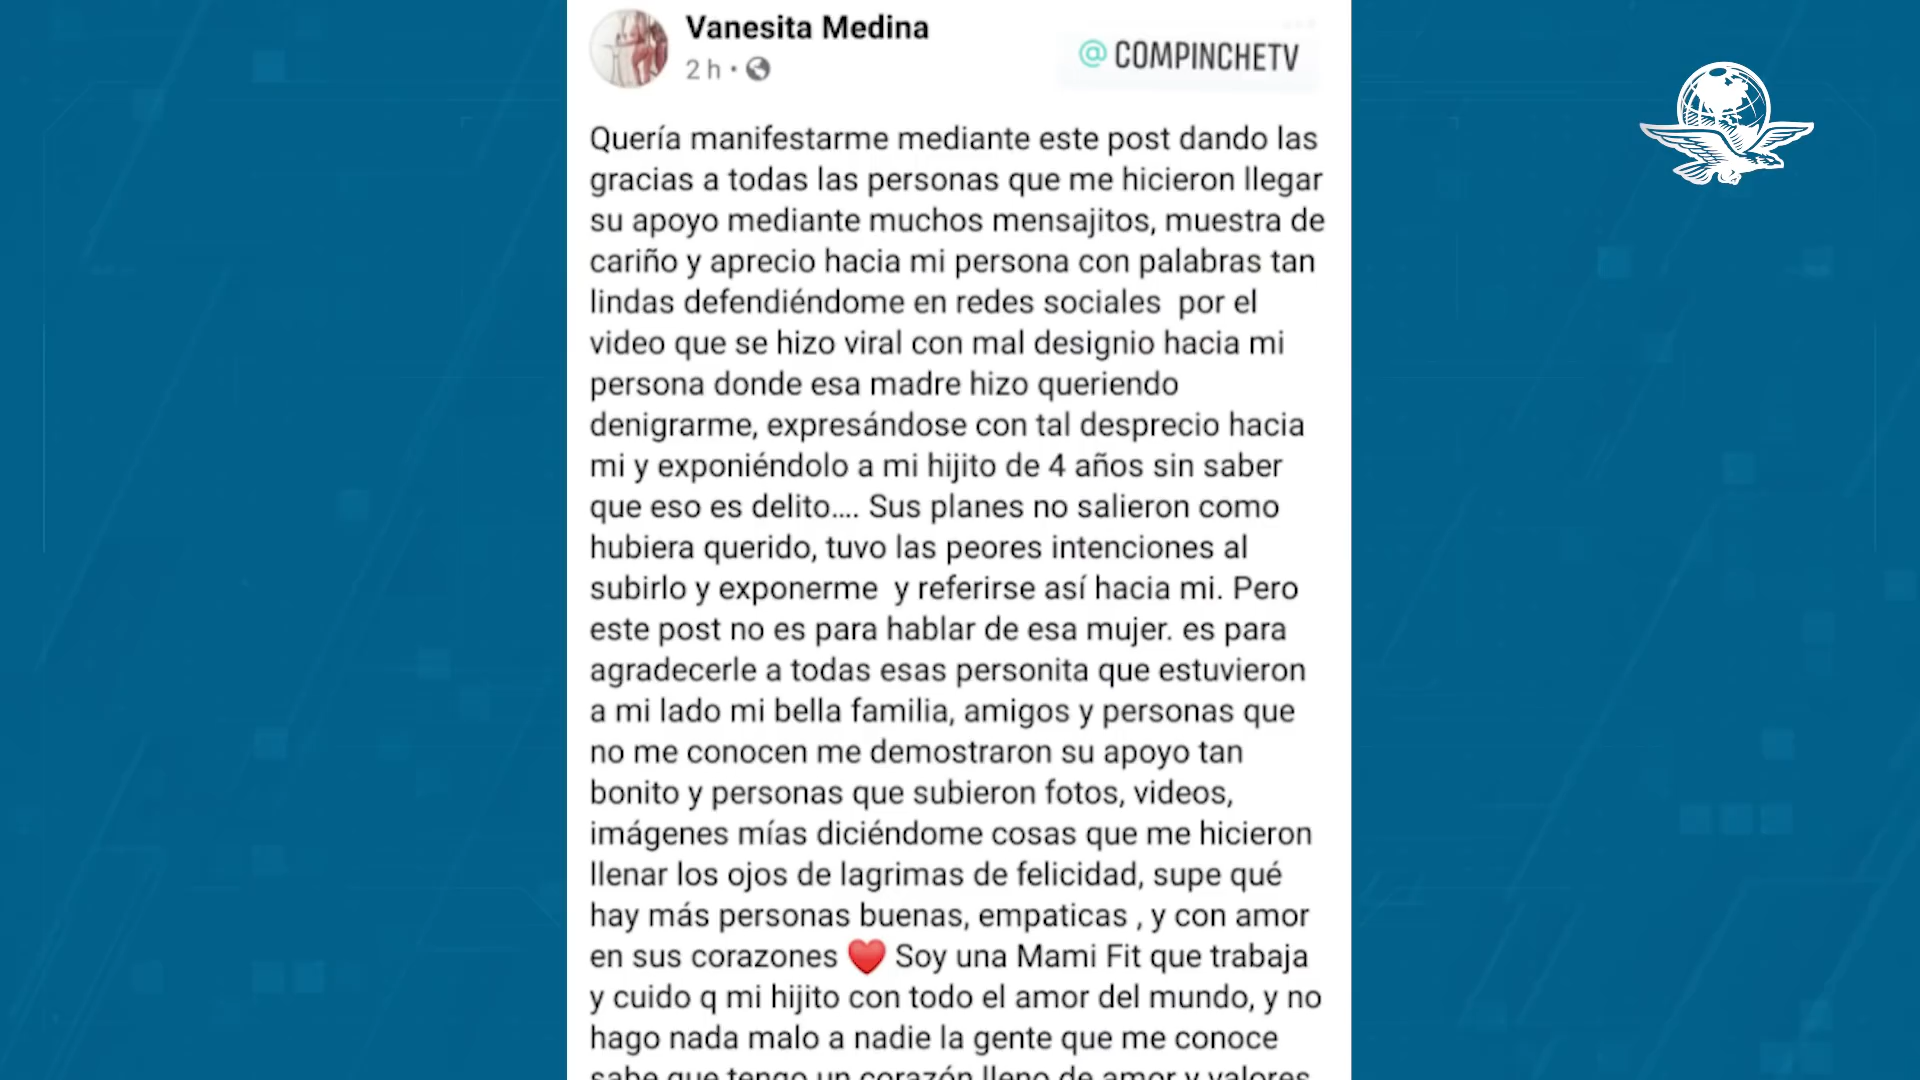 Vanesita Medina
2 h ·
@ COMPINCHETV
Quería manifestarme mediante este post dando las
gracias a todas las personas que me hicieron llegar
su apoyo mediante muchos mensajitos, muestra de
cariño y aprecio hacia mi persona con palabras tan
lindas defendiéndome en redes sociales  por el
video que se hizo viral con mal designio hacia mi
persona donde esa madre hizo queriendo
denigrarme, expresándose con tal desprecio hacia
mi y exponiéndolo a mi hijito de 4 años sin saber
que eso es delito.... Sus planes no salieron como
hubiera querido, tuvo las peores intenciones al
subirlo y exponerme  y referirse así hacia mi. Pero
este post no es para hablar de esa mujer. es para
agradecerle a todas esas personita que estuvieron
a mi lado mi bella familia, amigos y personas que
no me conocen me demostraron su apoyo tan
bonito y personas que subieron fotos, videos,
imágenes mías diciéndome cosas que me hicieron
llenar los ojos de lagrimas de felicidad, supe qué
hay más personas buenas, empaticas , y con amor
en sus corazones ❤️ Soy una Mami Fit que trabaja
y cuido q mi hijito con todo el amor del mundo, y no
hago nada malo a nadie la gente que me conoce
sabe que tengo un corazón lleno de amor y valores